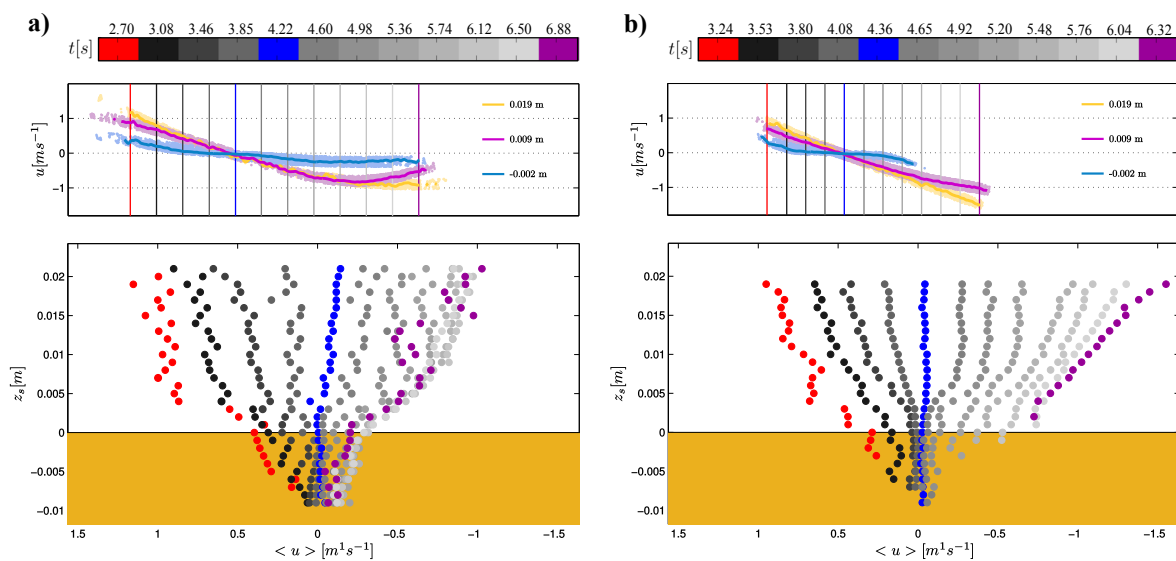 a)
t[s] 2.70 3.08 3.46 3.85 4.22 4.60 4.98 5.36 5.74 6.12 6.50 6.88
u[ms⁻¹]
1
0
−1
0.019 m
0.009 m
-0.002 m
z_s[m]
0.02
0.015
0.01
0.005
0
−0.005
−0.01
1.5 1 0.5 0 -0.5 -1 -1.5
< u > [m¹s⁻¹]
b)
t[s] 3.24 3.53 3.80 4.08 4.36 4.65 4.92 5.20 5.48 5.76 6.04 6.32
u[ms⁻¹]
1
0
−1
0.019 m
0.009 m
-0.002 m
z_s[m]
0.02
0.015
0.01
0.005
0
−0.005
−0.01
1.5 1 0.5 0 -0.5 -1 -1.5
< u > [m¹s⁻¹]